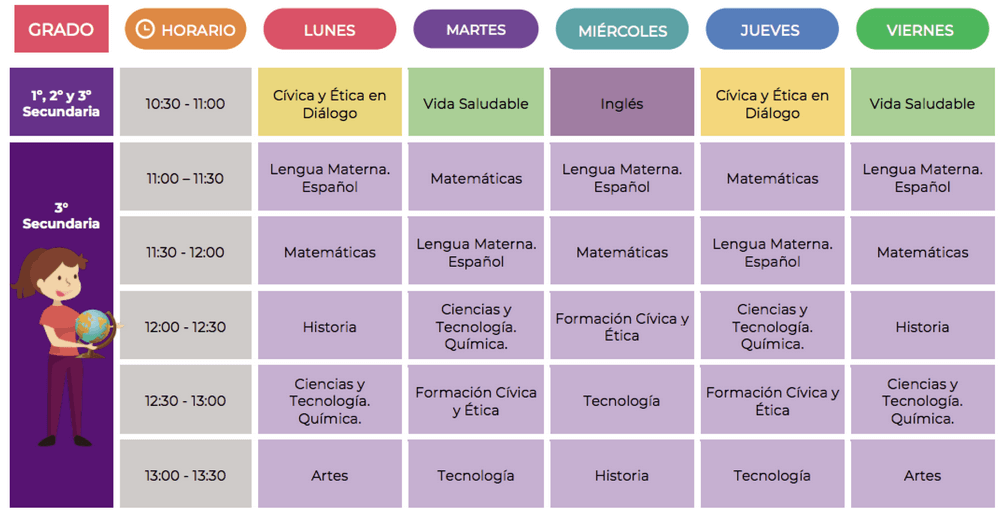 GRADO
HORARIO
LUNES
MARTES
MIÉRCOLES
JUEVES
VIERNES
1º, 2º y 3º
Secundaria
10:30 - 11:00
Cívica y Ética en
Diálogo
Vida Saludable
Inglés
Cívica y Ética en
Diálogo
Vida Saludable
3º
Secundaria
11:00 – 11:30
Lengua Materna.
Español
Matemáticas
Lengua Materna.
Español
Matemáticas
Lengua Materna.
Español
11:30 - 12:00
Matemáticas
Lengua Materna.
Español
Matemáticas
Lengua Materna.
Español
Matemáticas
12:00 - 12:30
Historia
Ciencias y
Tecnología.
Química.
Formación Cívica y
Ética
Ciencias y
Tecnología.
Química.
Historia
12:30 - 13:00
Ciencias y
Tecnología.
Química.
Formación Cívica
y Ética
Tecnología
Formación Cívica y
Ética
Ciencias y
Tecnología.
Química.
13:00 - 13:30
Artes
Tecnología
Historia
Tecnología
Artes